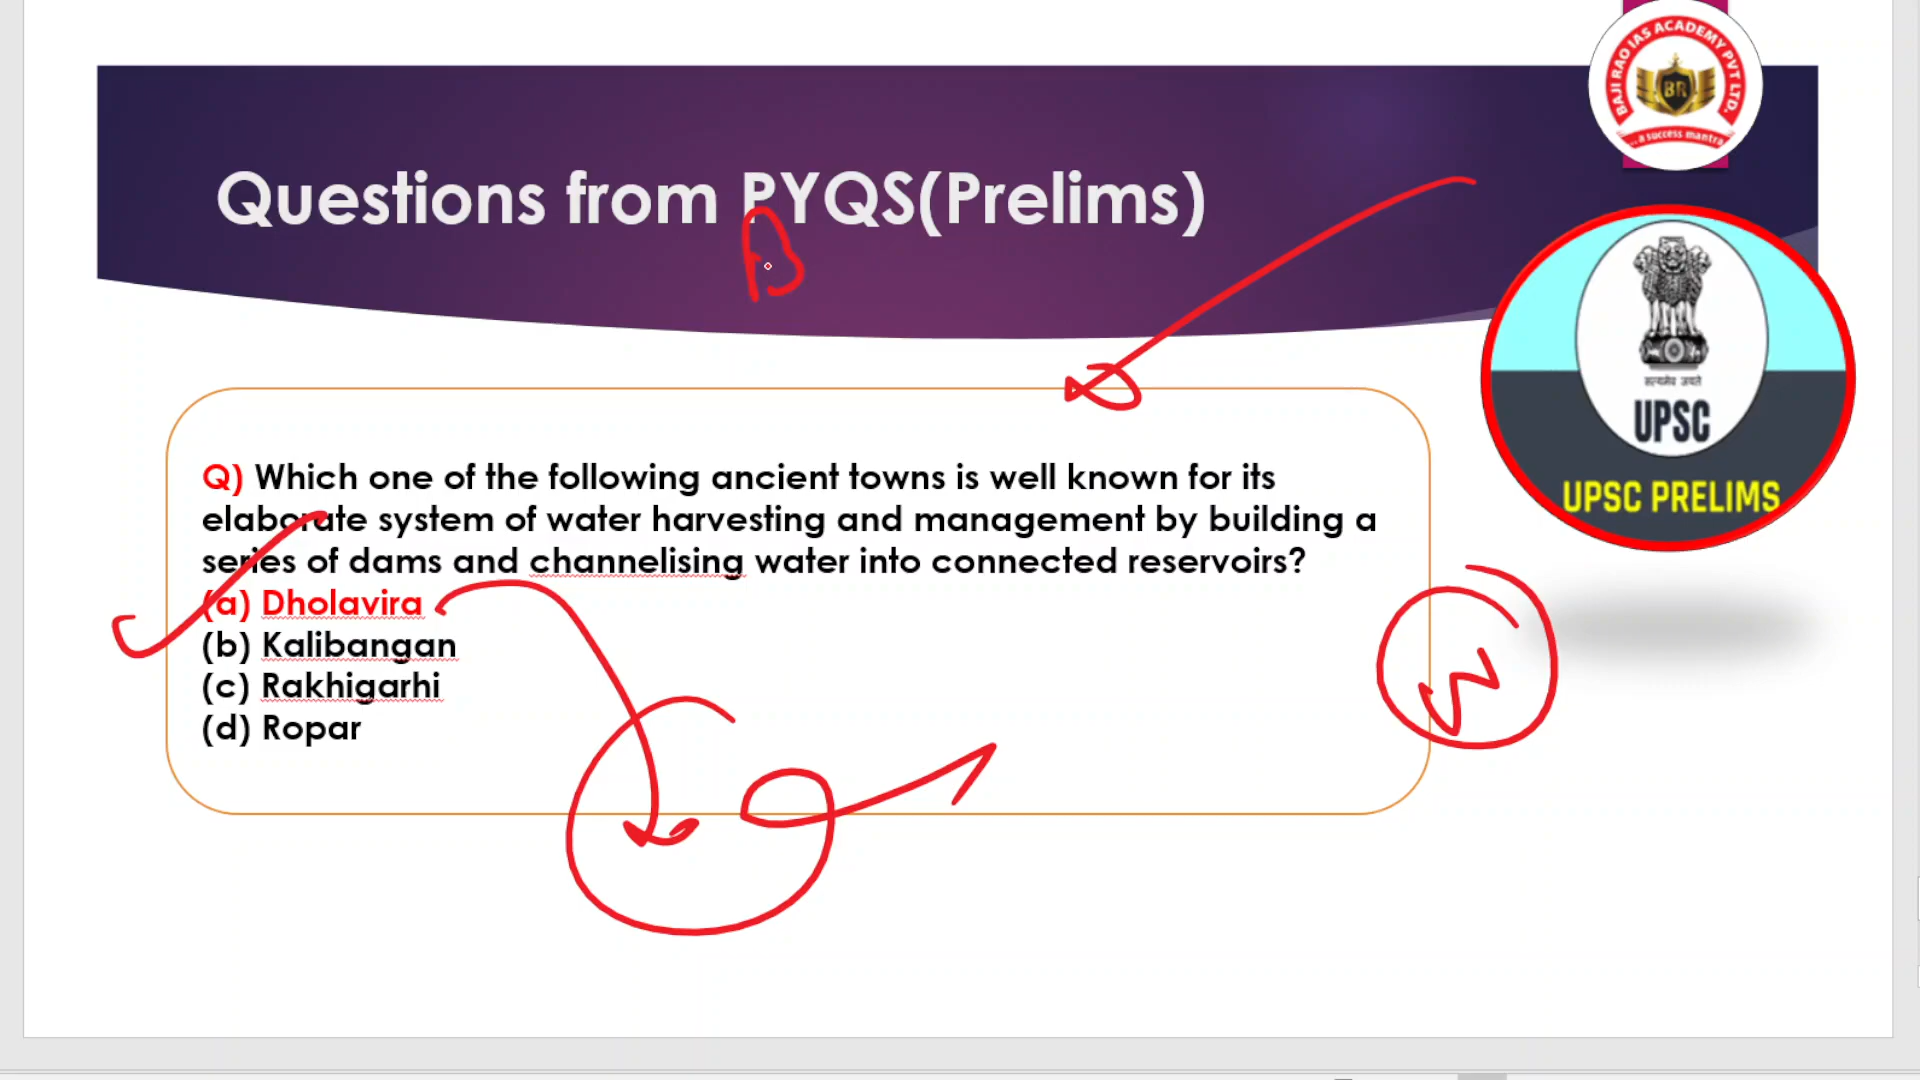 BAJI RAO IAS ACADEMY PVT LTD.
BR
...a success mantra
Questions from PYQS(Prelims)
B
सत्यमेव जयते
UPSC
UPSC PRELIMS
Q) Which one of the following ancient towns is well known for its
elaborate system of water harvesting and management by building a
series of dams and channelising water into connected reservoirs?
(a) Dholavira
(b) Kalibangan
(c) Rakhigarhi
(d) Ropar